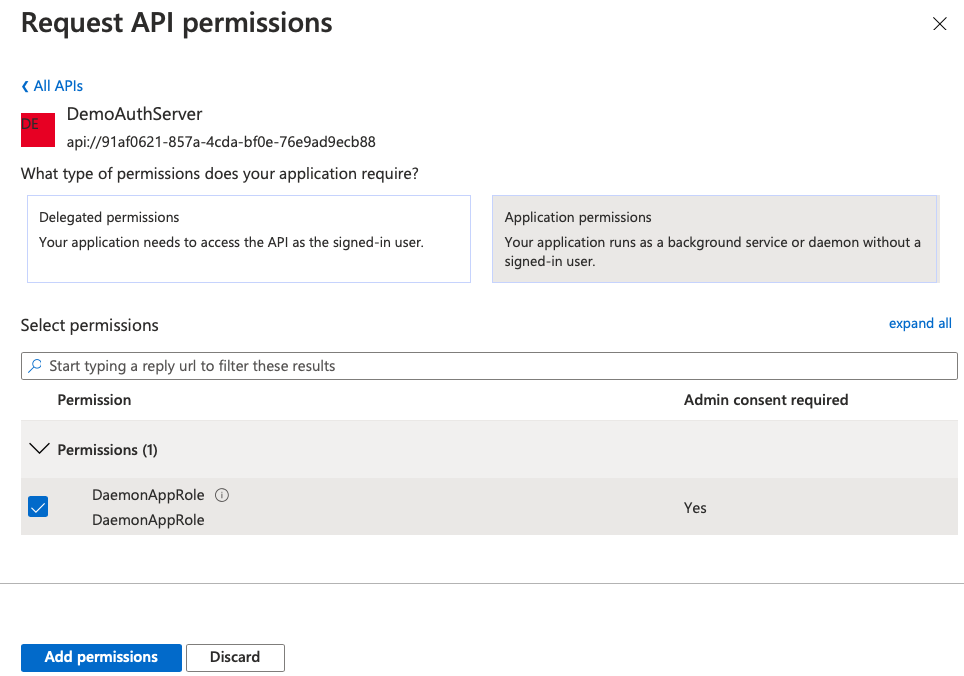 Request API permissions
All APIs
DE
DemoAuthServer
api://91af0621-857a-4cda-bf0e-76e9ad9ecb88
What type of permissions does your application require?
Delegated permissions
Your application needs to access the API as the signed-in user.
Application permissions
Your application runs as a background service or daemon without a
signed-in user.
Select permissions
expand all
Start typing a reply url to filter these results
Permission
Admin consent required
Permissions (1)
DaemonAppRole
DaemonAppRole
Yes
Add permissions
Discard